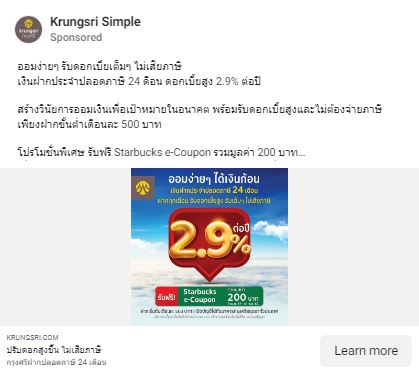 Krungsri Simple
Sponsored
ออมง่ายๆ รับดอกเบี้ยเต็มๆ ไม่เสียภาษี
เงินฝากประจำปลอดภาษี 24 เดือน ดอกเบี้ยสูง 2.9% ต่อปี
สร้างวินัยการออมเงินเพื่อเป้าหมายในอนาคต พร้อมรับดอกเบี้ยสูงและไม่ต้องจ่ายภาษี
เพียงฝากขั้นต่ำเดือนละ 500 บาท
โปรโมชั่นพิเศษ รับฟรี Starbucks e-Coupon รวมมูลค่า 200 บาท...
ออมง่ายๆ ได้เงินก้อน
เงินฝากประจำปลอดภาษี 24 เดือน
ฝากทุกเดือน รับดอกเบี้ยสูง รับเต็มๆ ไม่เสียภาษี
2.9% ต่อปี
รับฟรี!
Starbucks
e-Coupon
200 บาท
KRUNGSRI.COM
ปรับดอกสูงขึ้น ไม่เสียภาษี
กรุงศรีฝากปลอดภาษี 24 เดือน
Learn more